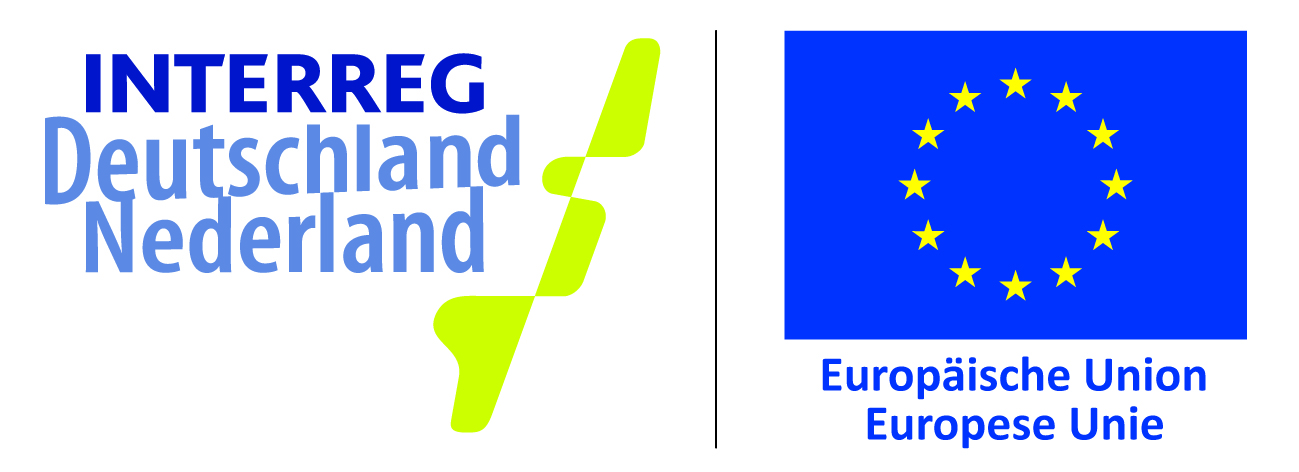 INTERREG
Deutschland
Nederland
Europäische Union
Europese Unie